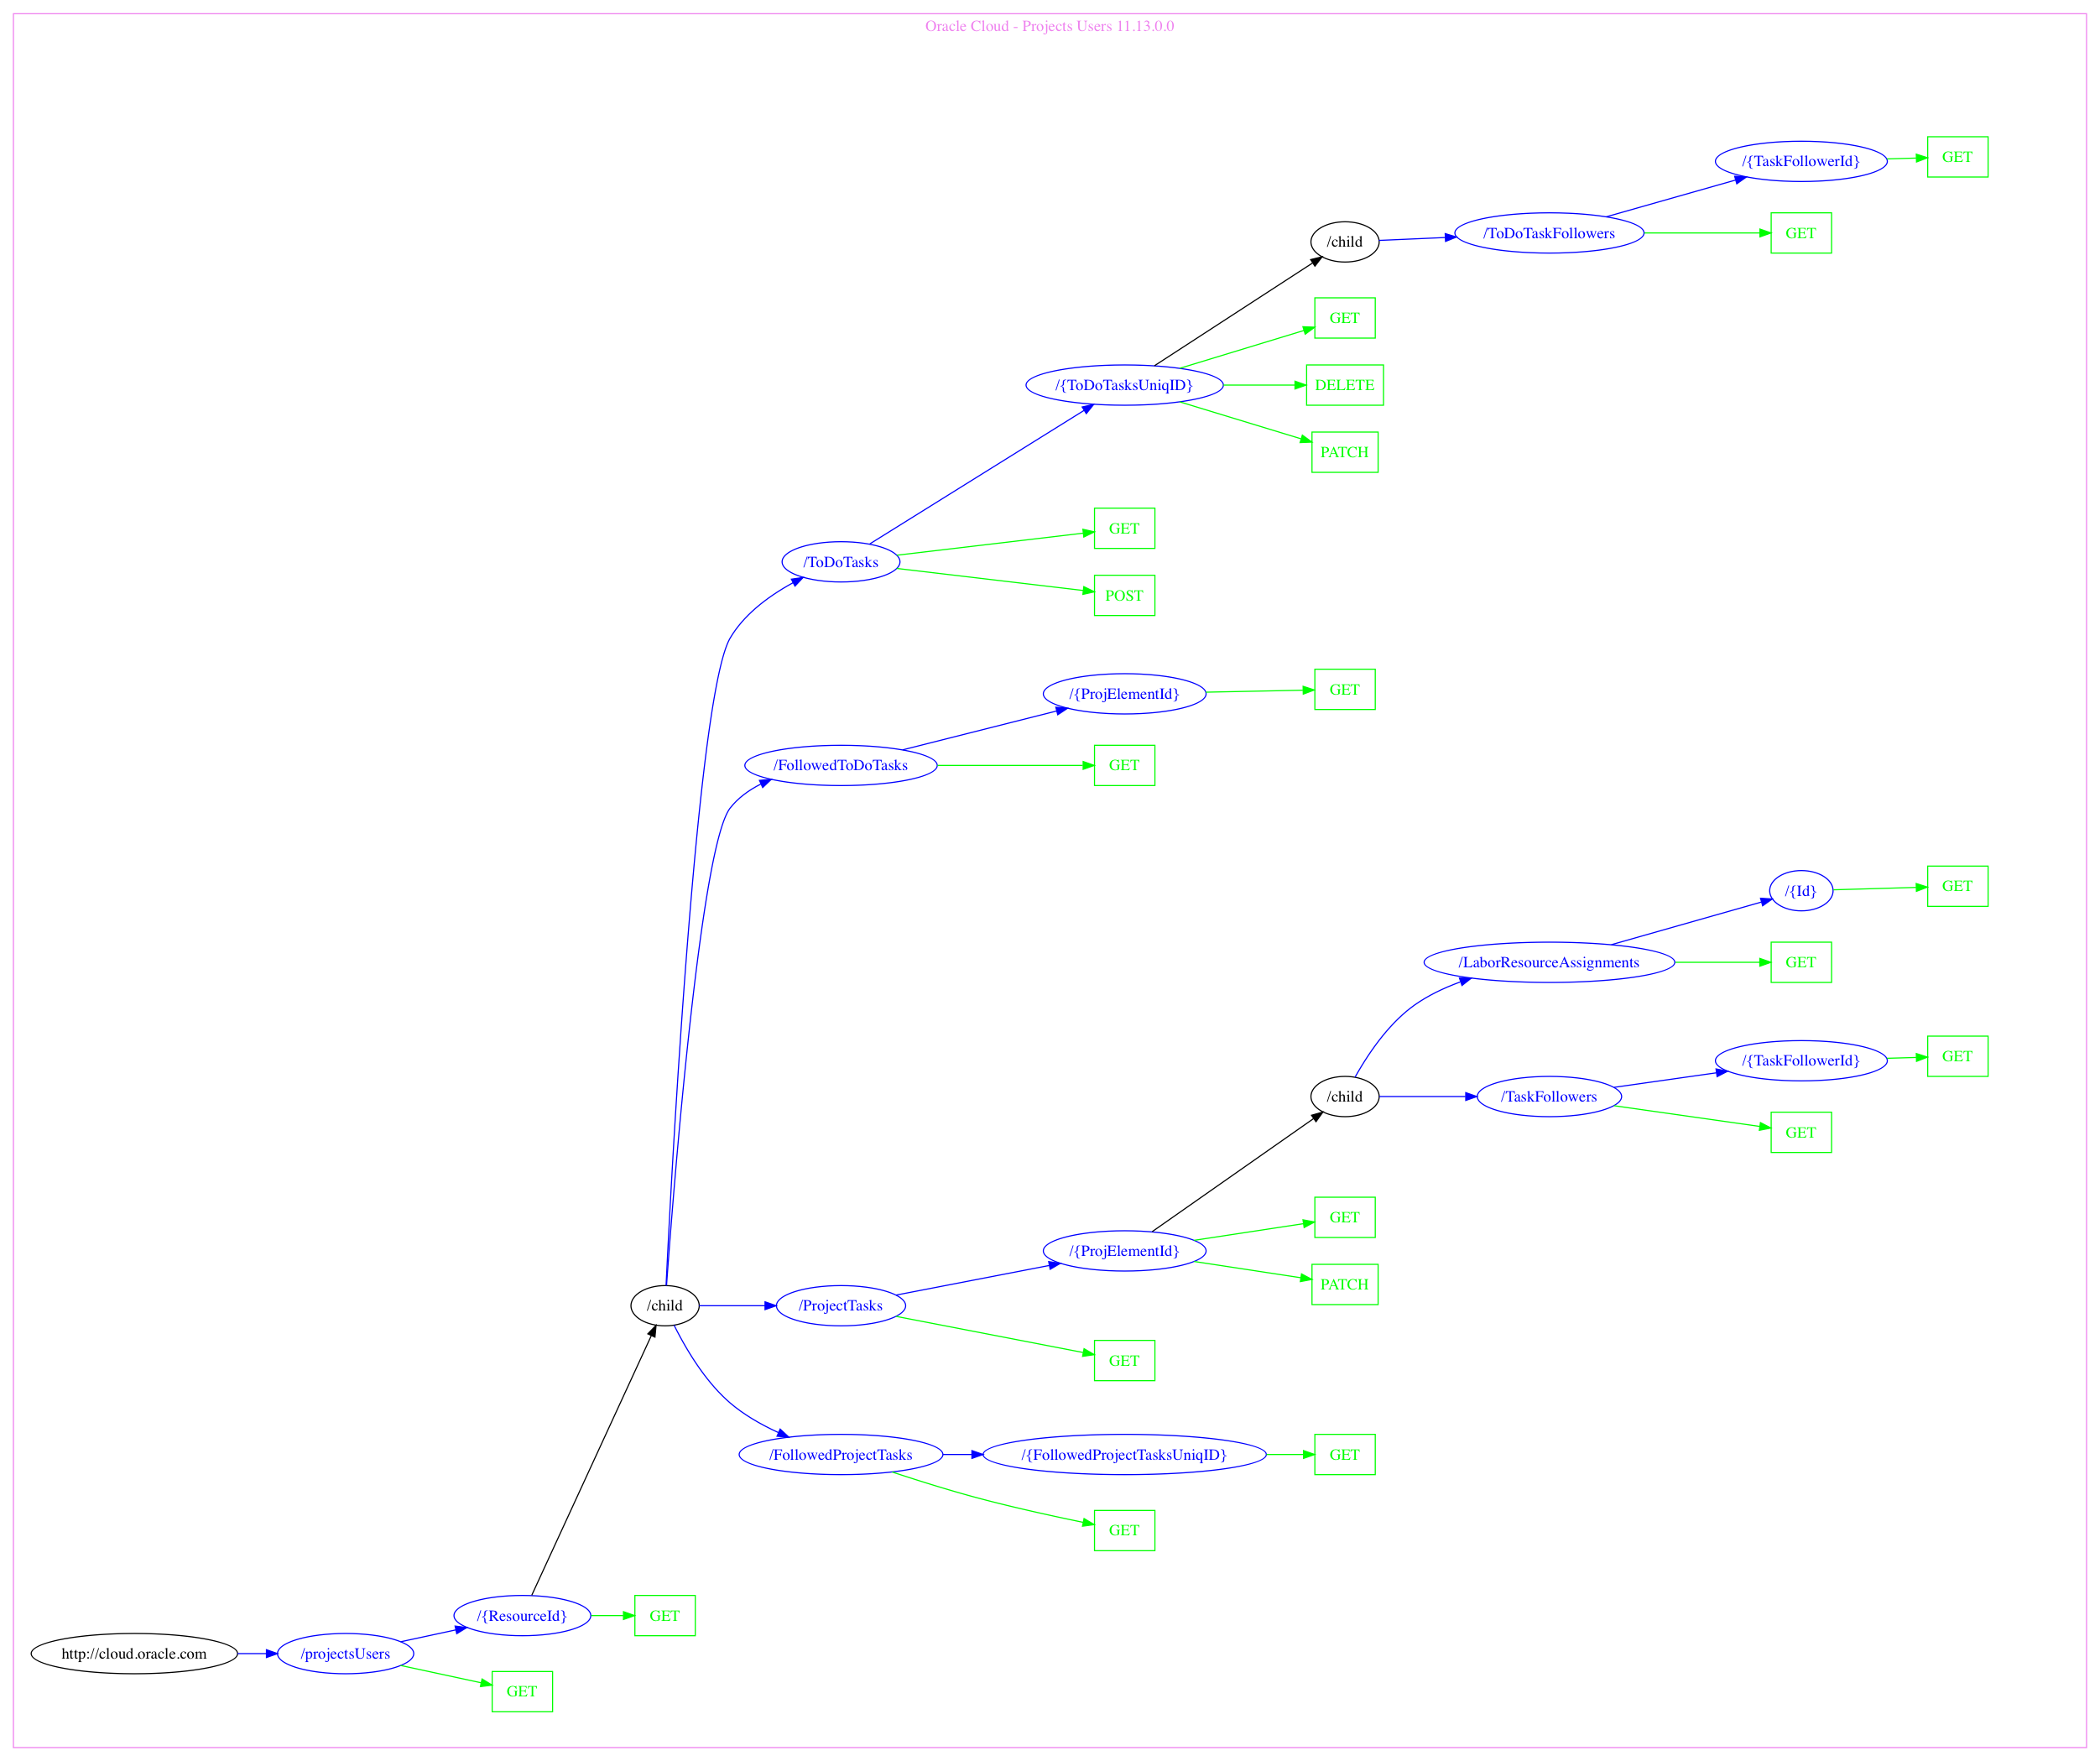 Oracle Cloud - Projects Users 11.13.0.0
/{TaskFollowerId}
GET
/child
/ToDoTaskFollowers
GET
GET
/{ToDoTasksUniqID}
DELETE
PATCH
GET
/ToDoTasks
POST
/{ProjElementId}
GET
/FollowedToDoTasks
GET
/{Id}
GET
/LaborResourceAssignments
GET
/{TaskFollowerId}
GET
/child
/TaskFollowers
GET
GET
/{ProjElementId}
PATCH
/child
/ProjectTasks
GET
/FollowedProjectTasks
/{FollowedProjectTasksUniqID}
GET
GET
/{ResourceId}
GET
http://cloud.oracle.com
/projectsUsers
GET